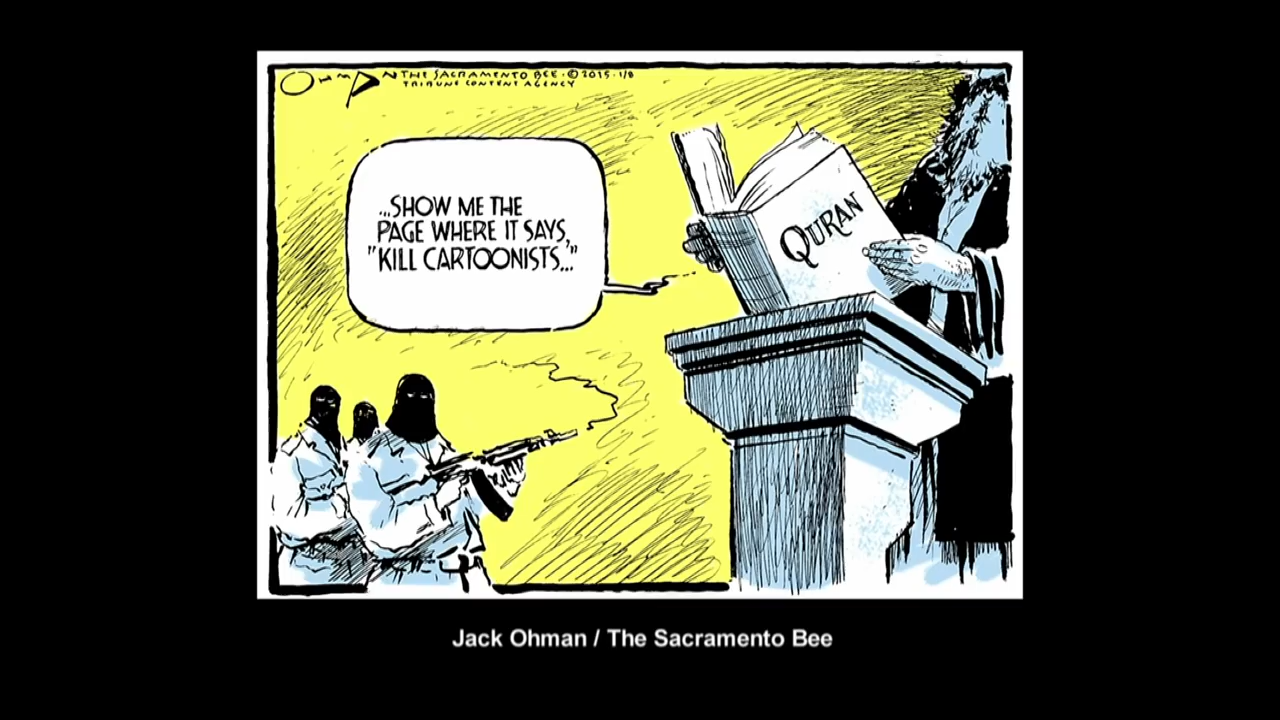 OHMAN THE SACRAMENTO BEE · © 2015 · 1/8
TRIBUNE CONTENT AGENCY
...SHOW ME THE
PAGE WHERE IT SAYS,
"KILL CARTOONISTS..."
QURAN
Jack Ohman / The Sacramento Bee